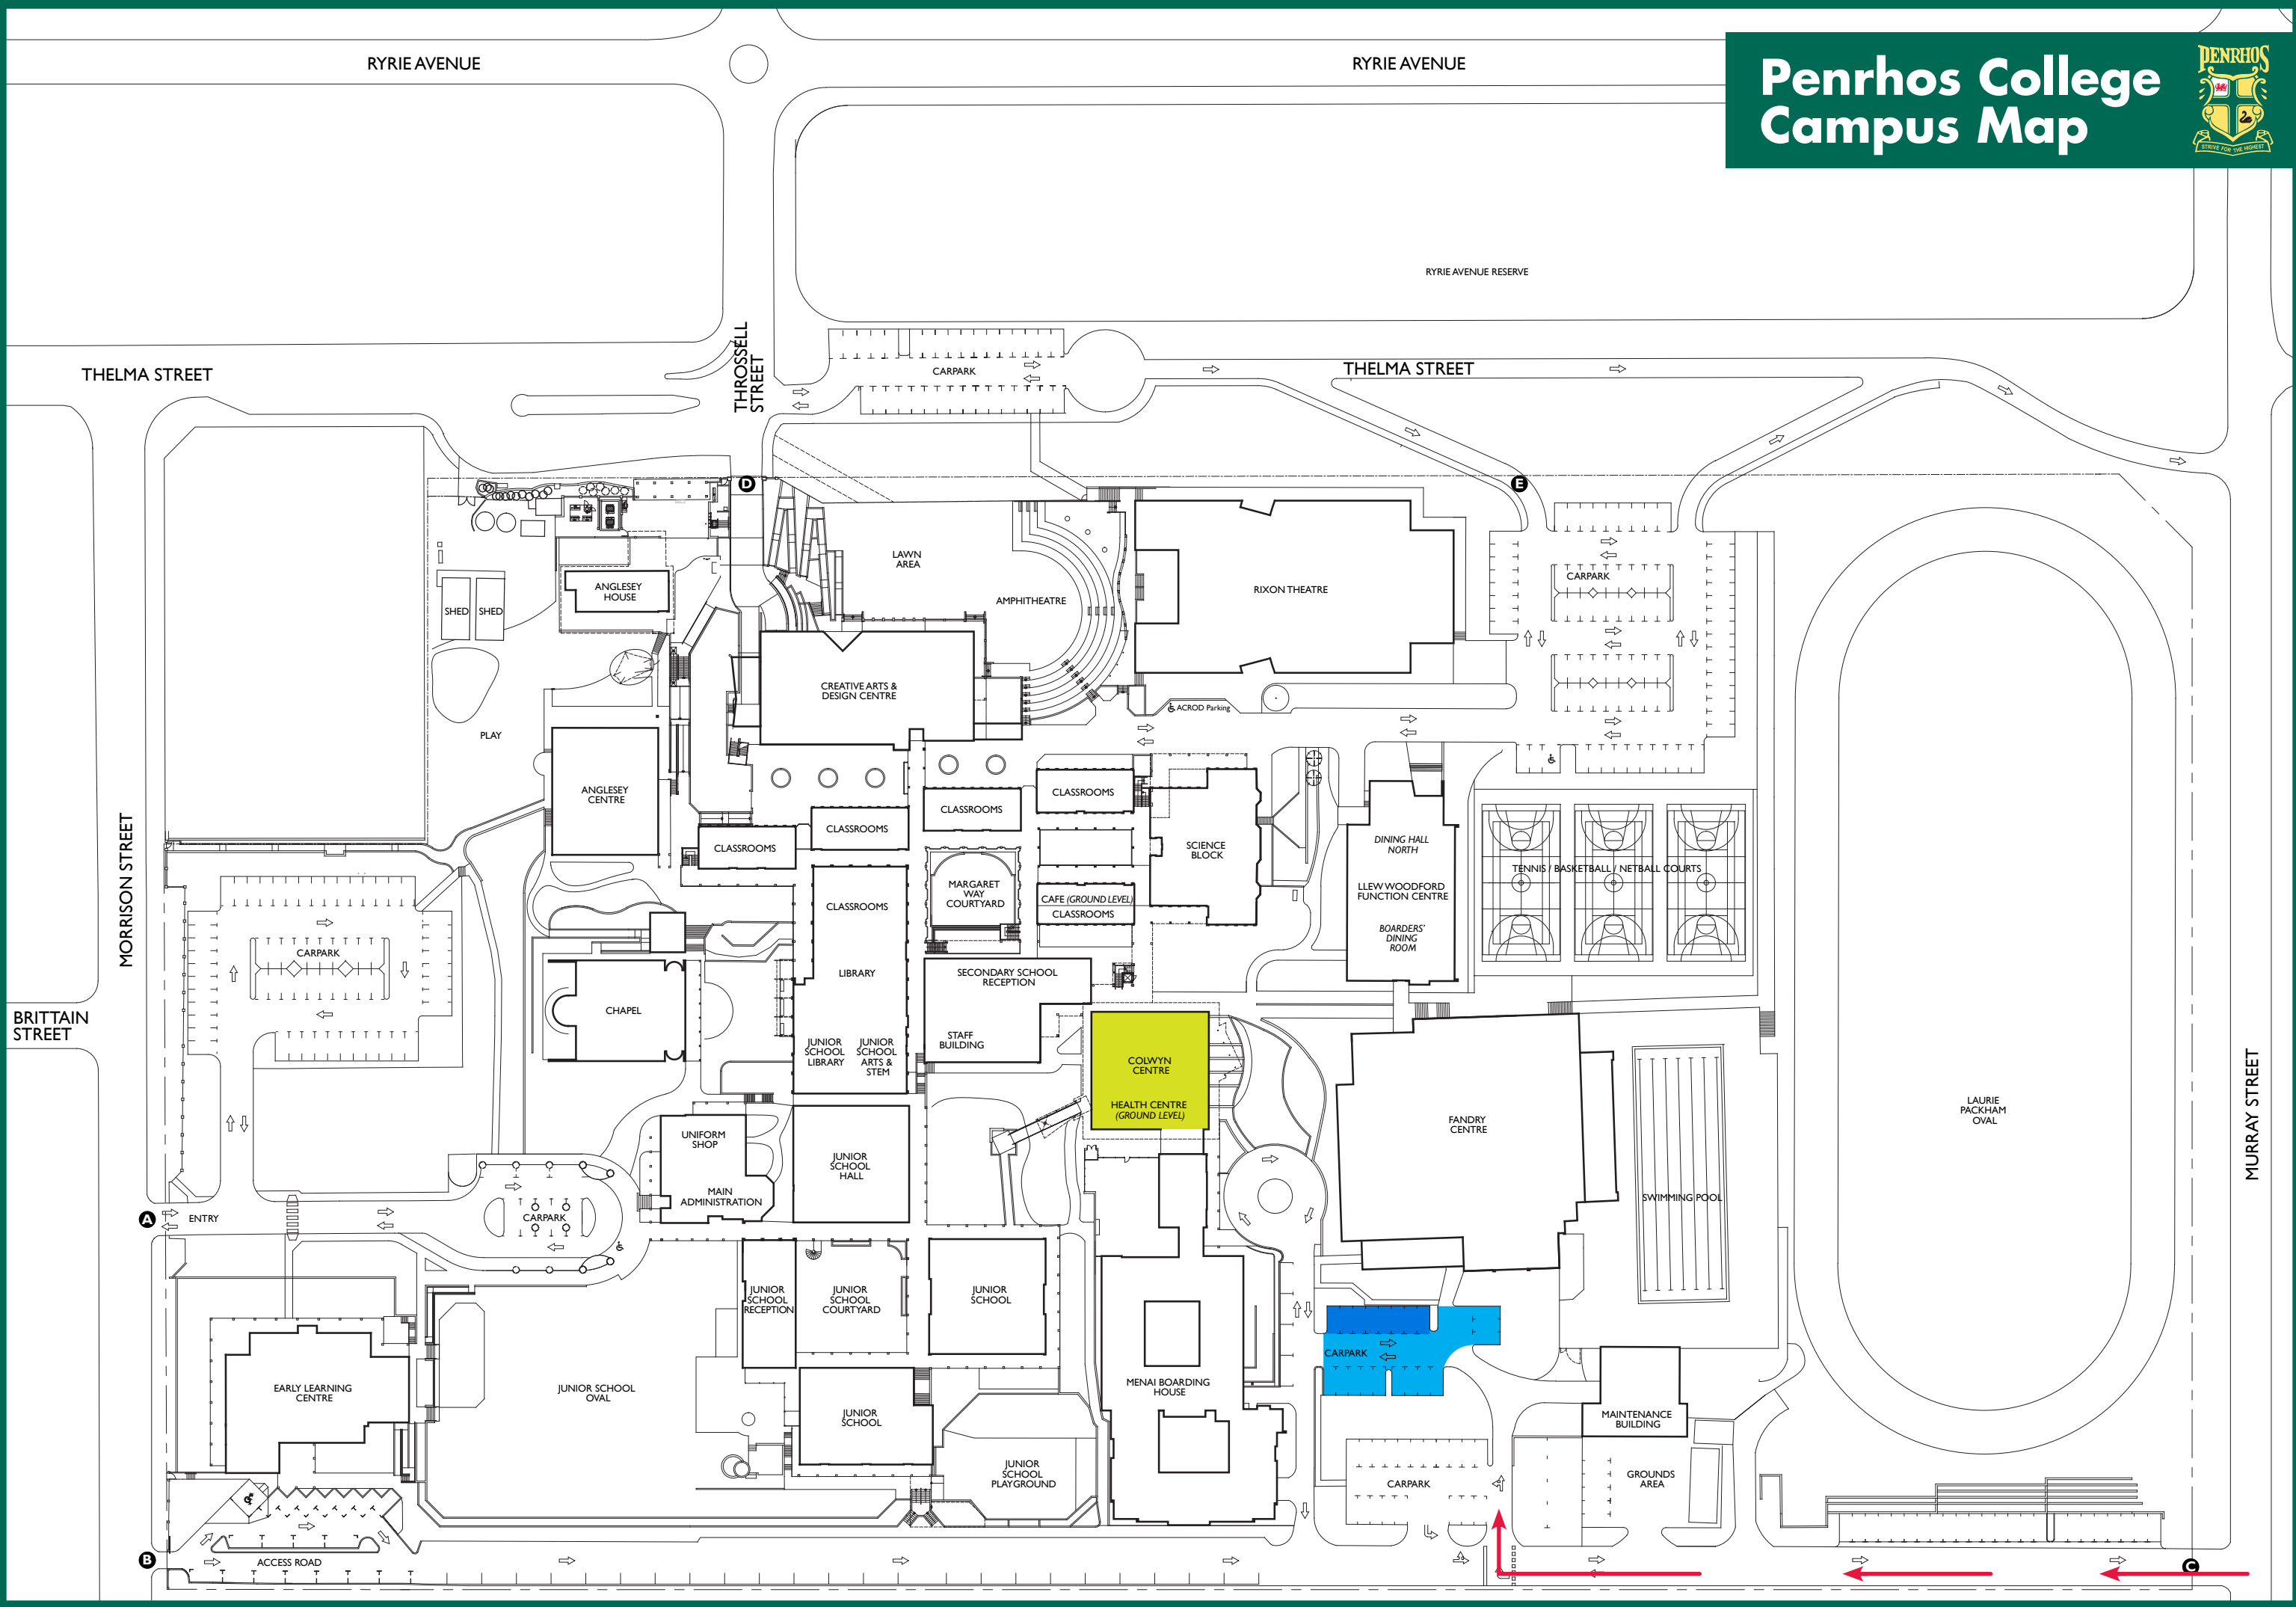 RYRIE AVENUE
RYRIE AVENUE
Penrhos College
Campus Map
PENRHOS
STRIVE FOR THE HIGHEST
RYRIE AVENUE RESERVE
THELMA STREET
THROSSELL
STREET
CARPARK
THELMA STREET
D
E
LAWN
AREA
AMPHITHEATRE
RIXON THEATRE
CARPARK
ANGLESEY
HOUSE
SHED
SHED
CREATIVE ARTS &
DESIGN CENTRE
ACROD Parking
PLAY
ANGLESEY
CENTRE
CLASSROOMS
CLASSROOMS
CLASSROOMS
CLASSROOMS
SCIENCE
BLOCK
DINING HALL
NORTH
LLEW WOODFORD
FUNCTION CENTRE
BOARDERS'
DINING
ROOM
TENNIS / BASKETBALL / NETBALL COURTS
MORRISON STREET
MARGARET
WAY
COURTYARD
CAFE (GROUND LEVEL)
CLASSROOMS
CLASSROOMS
LIBRARY
JUNIOR
SCHOOL
LIBRARY
JUNIOR
SCHOOL
ARTS &
STEM
CARPARK
BRITTAIN
STREET
CHAPEL
SECONDARY SCHOOL
RECEPTION
STAFF
BUILDING
COLWYN
CENTRE
HEALTH CENTRE
(GROUND LEVEL)
FANDRY
CENTRE
SWIMMING POOL
LAURIE
PACKHAM
OVAL
MURRAY STREET
UNIFORM
SHOP
MAIN
ADMINISTRATION
JUNIOR
SCHOOL
HALL
A
ENTRY
CARPARK
JUNIOR
SCHOOL
RECEPTION
JUNIOR
SCHOOL
COURTYARD
JUNIOR
SCHOOL
CARPARK
EARLY LEARNING
CENTRE
JUNIOR SCHOOL
OVAL
JUNIOR
SCHOOL
MENAI BOARDING
HOUSE
MAINTENANCE
BUILDING
JUNIOR
SCHOOL
PLAYGROUND
CARPARK
GROUNDS
AREA
B
ACCESS ROAD
C